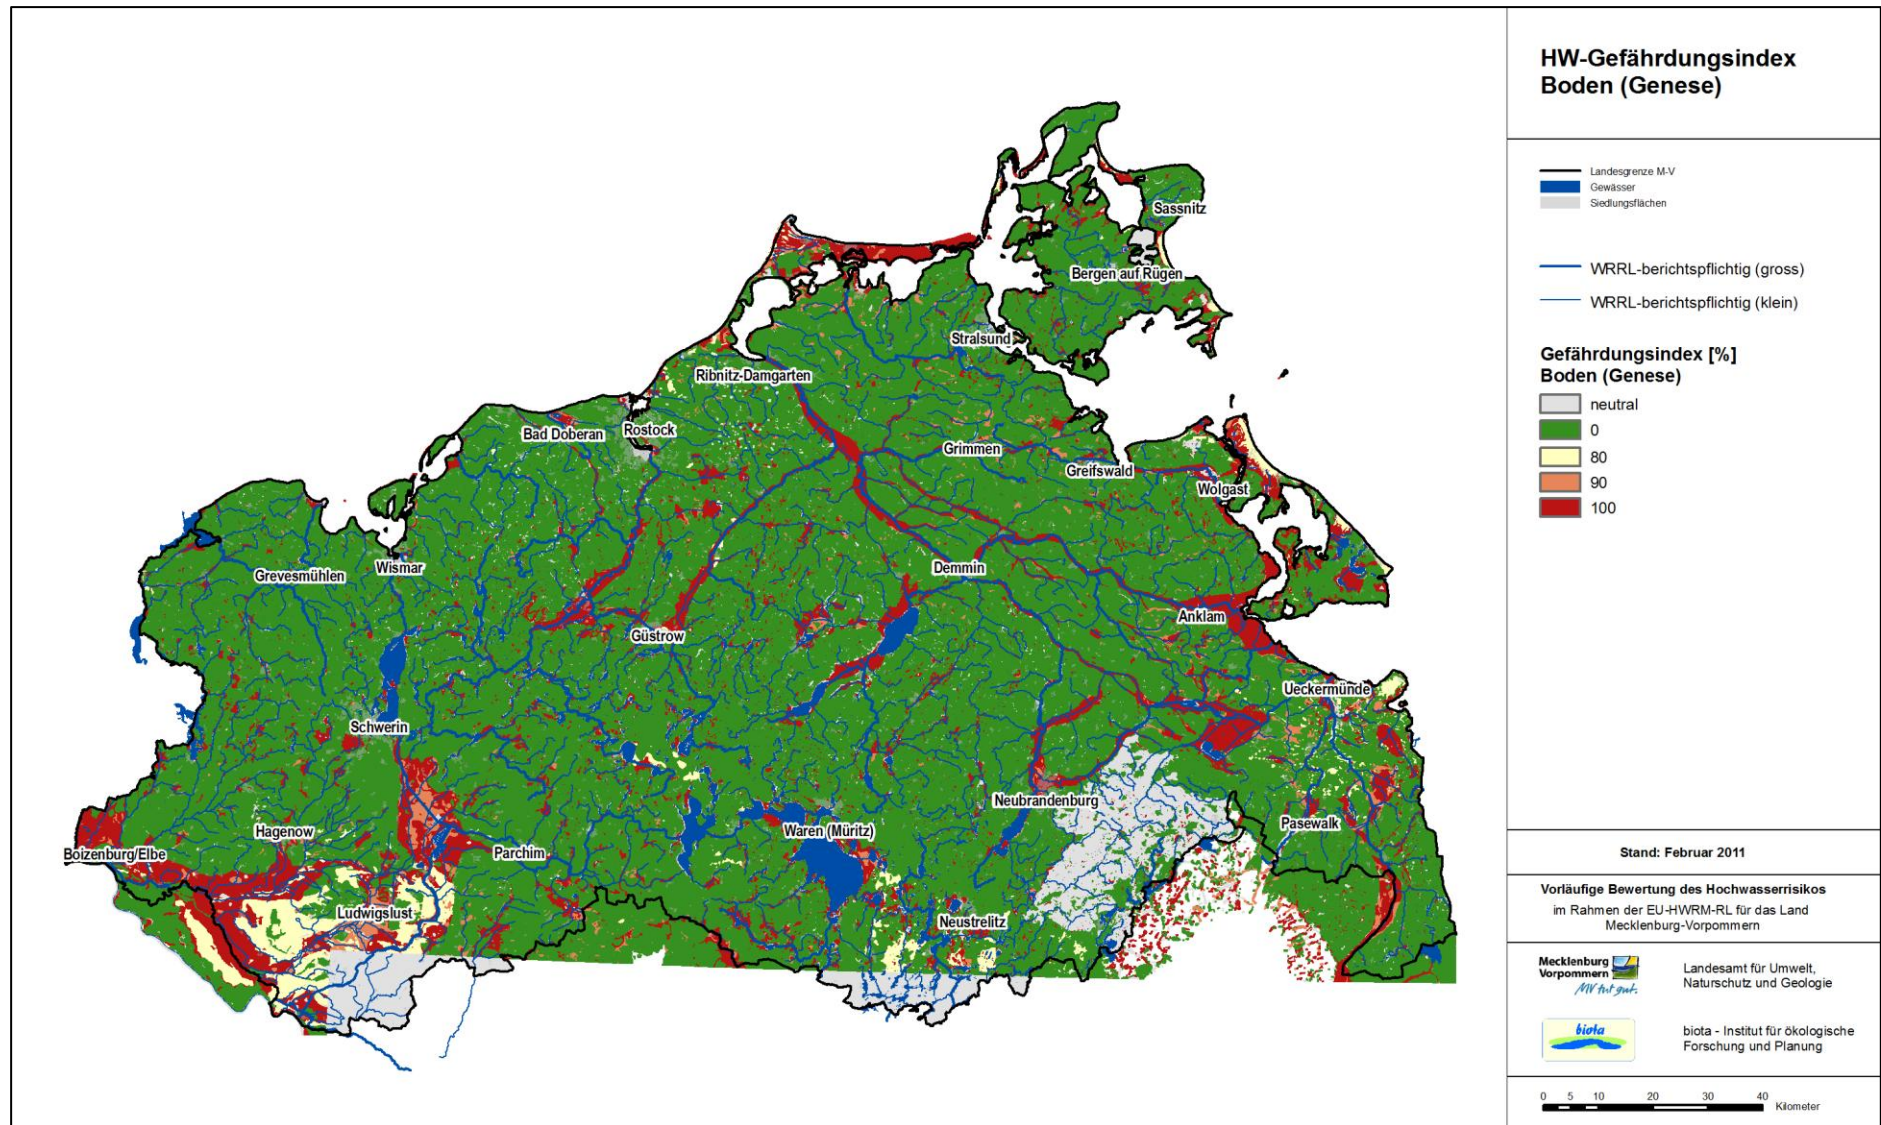 HW-Gefährdungsindex
Boden (Genese)
Landesgrenze M-V
Gewässer
Siedlungsflächen
WRRL-berichtspflichtig (gross)
WRRL-berichtspflichtig (klein)
Gefährdungsindex [%]
Boden (Genese)
neutral
0
80
90
100
Stand: Februar 2011
Vorläufige Bewertung des Hochwasserrisikos
im Rahmen der EU-HWRM-RL für das Land
Mecklenburg-Vorpommern
Mecklenburg
Vorpommern
MV tut gut.
Landesamt für Umwelt,
Naturschutz und Geologie
biota
biota - Institut für ökologische
Forschung und Planung
0 5 10 20 30 40
Kilometer
Sassnitz
Bergen auf Rügen
Stralsund
Ribnitz-Damgarten
Bad Doberan
Rostock
Grimmen
Greifswald
Wolgast
Grevesmühlen
Wismar
Demmin
Anklam
Güstrow
Ueckermünde
Schwerin
Neubrandenburg
Pasewalk
Hagenow
Waren (Müritz)
Boizenburg/Elbe
Parchim
Ludwigslust
Neustrelitz